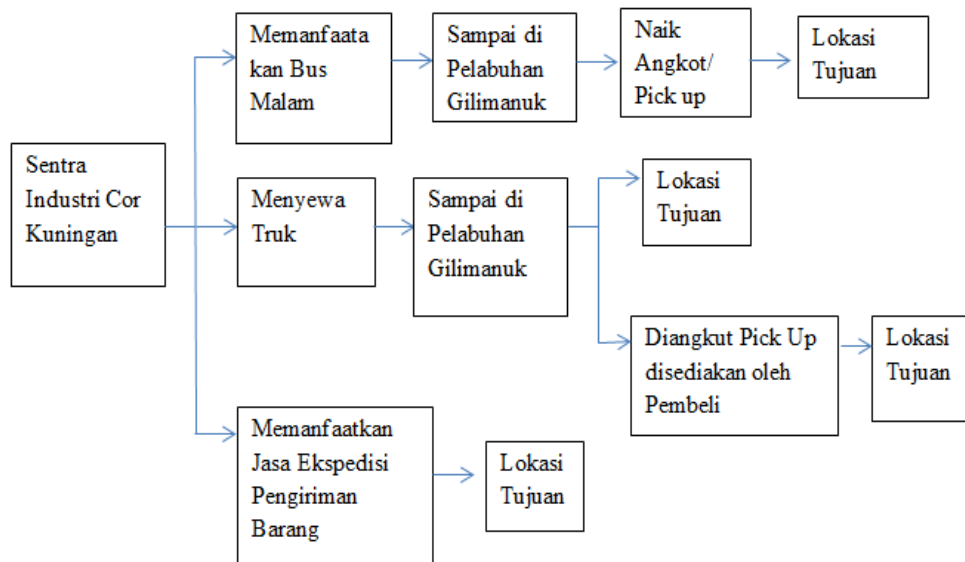 Sentra
Industri Cor
Kuningan
Memanfaata
kan Bus
Malam
Sampai di
Pelabuhan
Gilimanuk
Naik
Angkot/
Pick up
Lokasi
Tujuan
Menyewa
Truk
Sampai di
Pelabuhan
Gilimanuk
Lokasi
Tujuan
Diangkut Pick Up
disediakan oleh
Pembeli
Lokasi
Tujuan
Memanfaatkan
Jasa Ekspedisi
Pengiriman
Barang
Lokasi
Tujuan